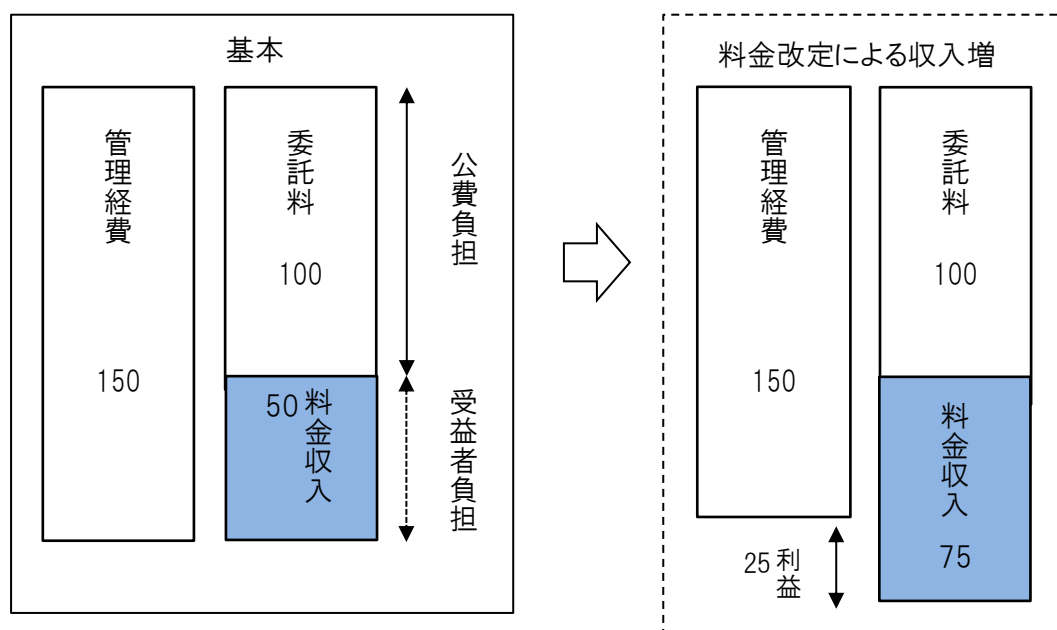 基本
管理経費
150
委託料
100
50
料金収入
公費負担
受益者負担
料金改定による収入増
管理経費
150
委託料
100
料金収入
75
25
利益